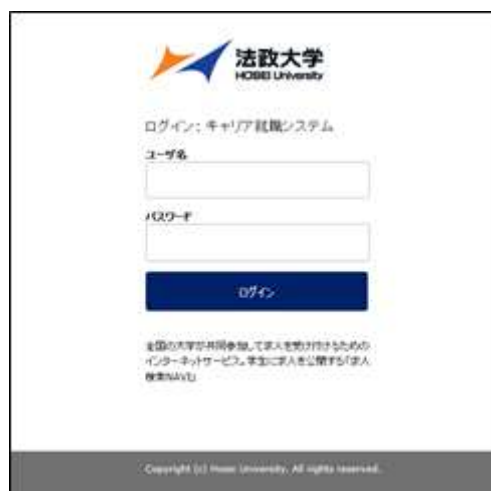 法政大学
HOSEI University
ログイン: キャリア就職システム
ユーザ名
パスワード
ログイン
全国の大学が共同参加して求人を受け付けるための
インターネットサービス。学生に求人を公開する「求人
検索NAVI」
Copyright (c) Hosei University. All rights reserved.